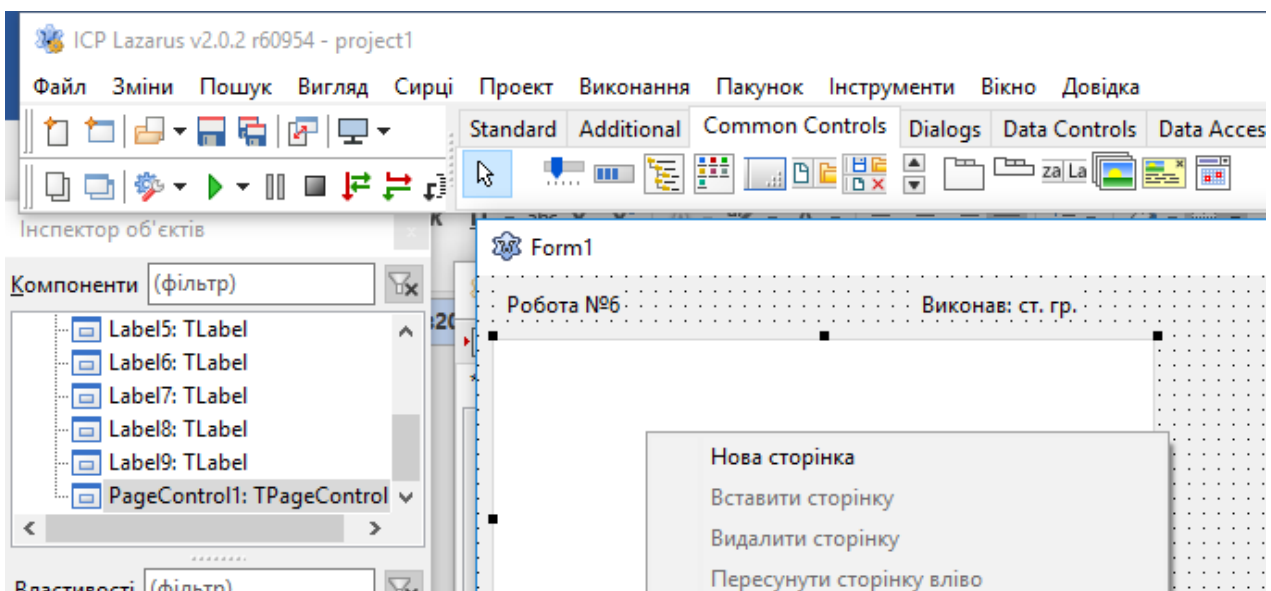 ІСР Lazarus v2.0.2 r60954 - project1
Файл Зміни Пошук Вигляд Сирці Проект Виконання Пакунок Інструменти Вікно Довідка
Standard Additional Common Controls Dialogs Data Controls Data Acces
Інспектор об'єктів
Form1
Компоненти (фільтр)
Робота №6 Виконав: ст. гр.
Label5: TLabel
Label6: TLabel
Label7: TLabel
Label8: TLabel
Label9: TLabel
PageControl1: TPageControl
Нова сторінка
Вставити сторінку
Видалити сторінку
Пересунути сторінку вліво
Властивості (фільтр)